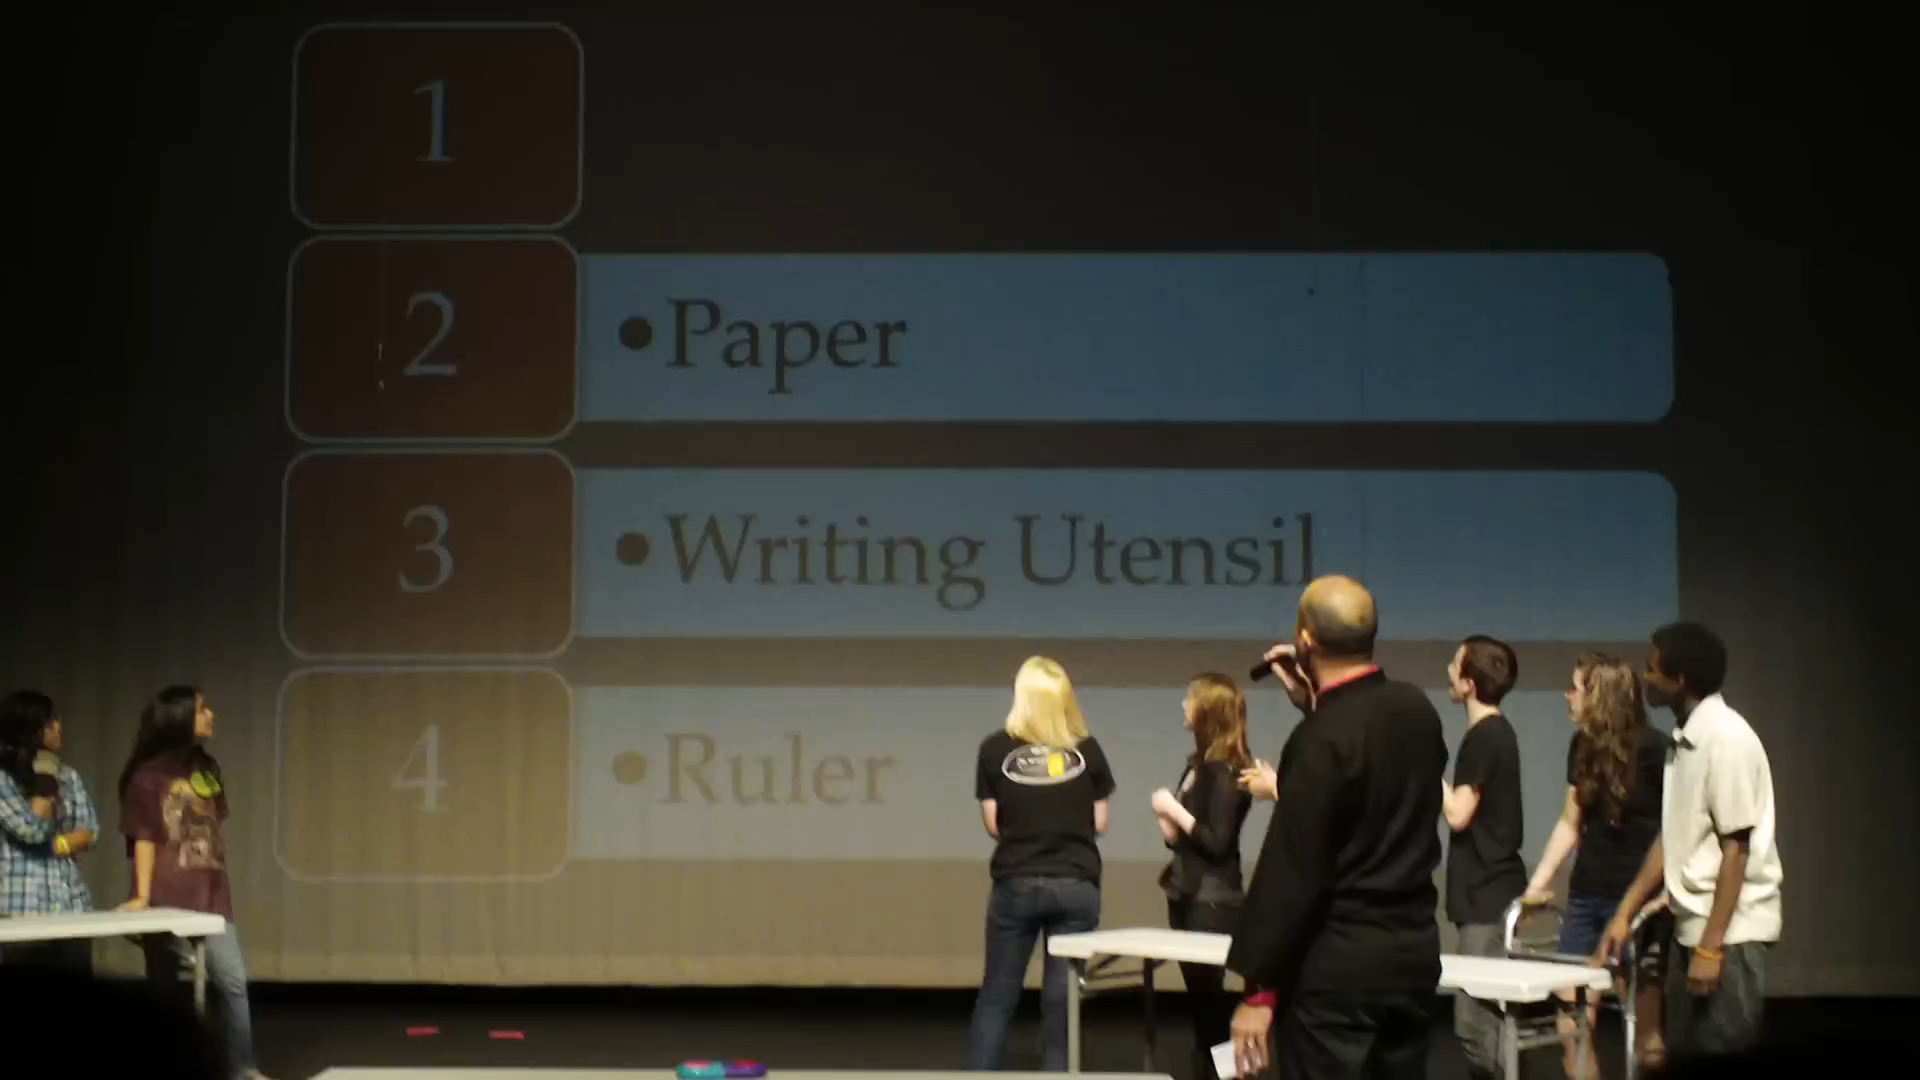 1
2 •Paper
3 •Writing Utensil
4 •Ruler